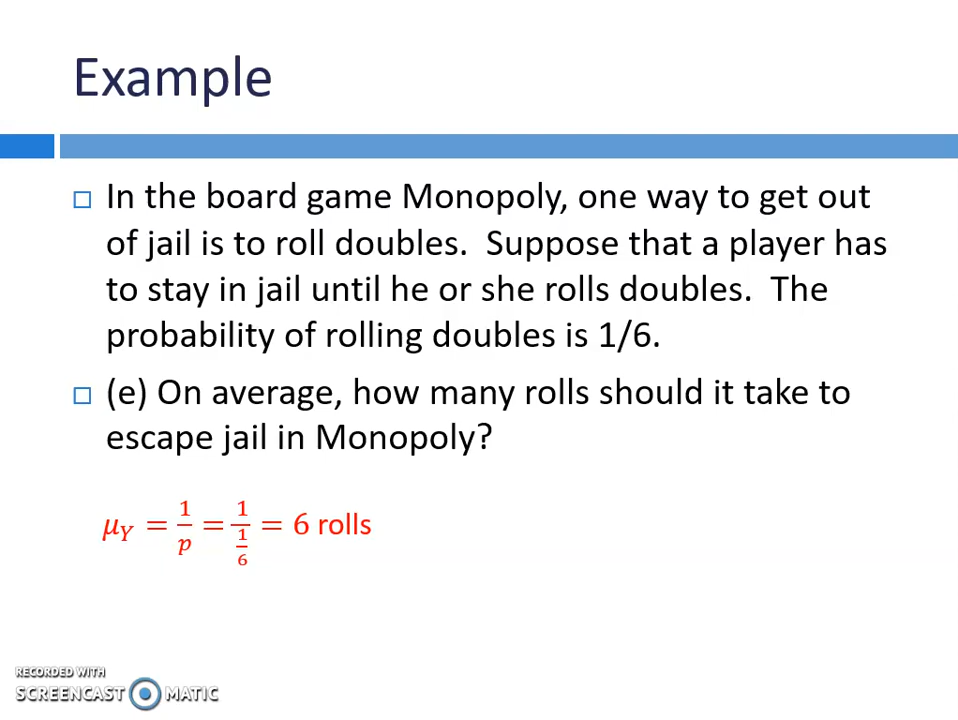 Example
In the board game Monopoly, one way to get out
of jail is to roll doubles.  Suppose that a player has
to stay in jail until he or she rolls doubles.  The
probability of rolling doubles is 1/6.
(e) On average, how many rolls should it take to
escape jail in Monopoly?
μ_Y = 1/p = 1/(1/6) = 6 rolls
RECORDED WITH
SCREENCAST MATIC